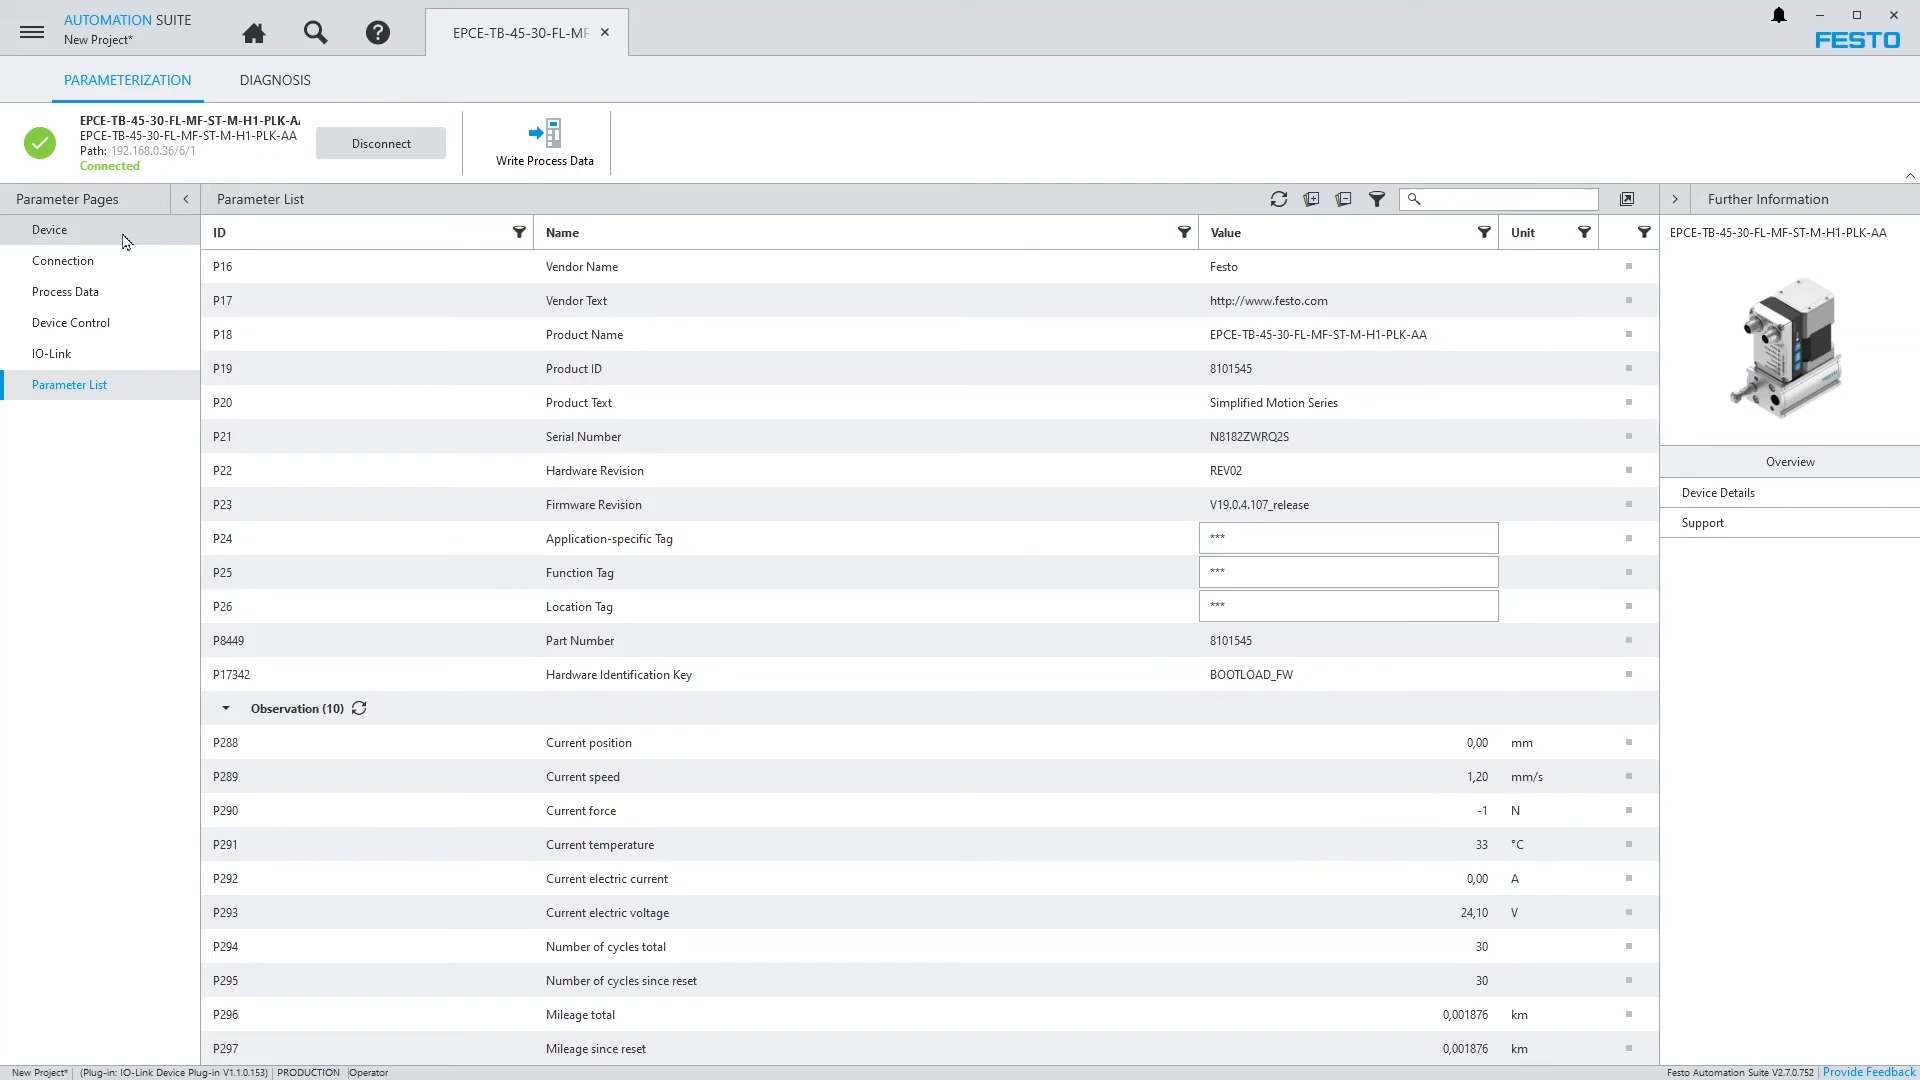 AUTOMATION SUITE
New Project*
EPCE-TB-45-30-FL-MF
FESTO
PARAMETERIZATION
DIAGNOSIS
EPCE-TB-45-30-FL-MF-ST-M-H1-PLK-A
EPCE-TB-45-30-FL-MF-ST-M-H1-PLK-AA
Path: 192.168.0.36/6/1
Connected
Disconnect
Write Process Data
Parameter Pages
Device
Connection
Process Data
Device Control
IO-Link
Parameter List
Parameter List
ID Name Value Unit
P16 Vendor Name Festo
P17 Vendor Text http://www.festo.com
P18 Product Name EPCE-TB-45-30-FL-MF-ST-M-H1-PLK-AA
P19 Product ID 8101545
P20 Product Text Simplified Motion Series
P21 Serial Number N8182ZWRQ2S
P22 Hardware Revision REV02
P23 Firmware Revision V19.0.4.107_release
P24 Application-specific Tag ***
P25 Function Tag ***
P26 Location Tag ***
P8449 Part Number 8101545
P17342 Hardware Identification Key BOOTLOAD_FW
Observation (10)
P288 Current position 0,00 mm
P289 Current speed 1,20 mm/s
P290 Current force -1 N
P291 Current temperature 33 °C
P292 Current electric current 0,00 A
P293 Current electric voltage 24,10 V
P294 Number of cycles total 30
P295 Number of cycles since reset 30
P296 Mileage total 0,001876 km
P297 Mileage since reset 0,001876 km
Further Information
EPCE-TB-45-30-FL-MF-ST-M-H1-PLK-AA
Overview
Device Details
Support
New Project* (Plug-in: IO-Link Device Plug-in V1.1.0.153) PRODUCTION Operator
Festo Automation Suite V2.7.0.752 Provide Feedback